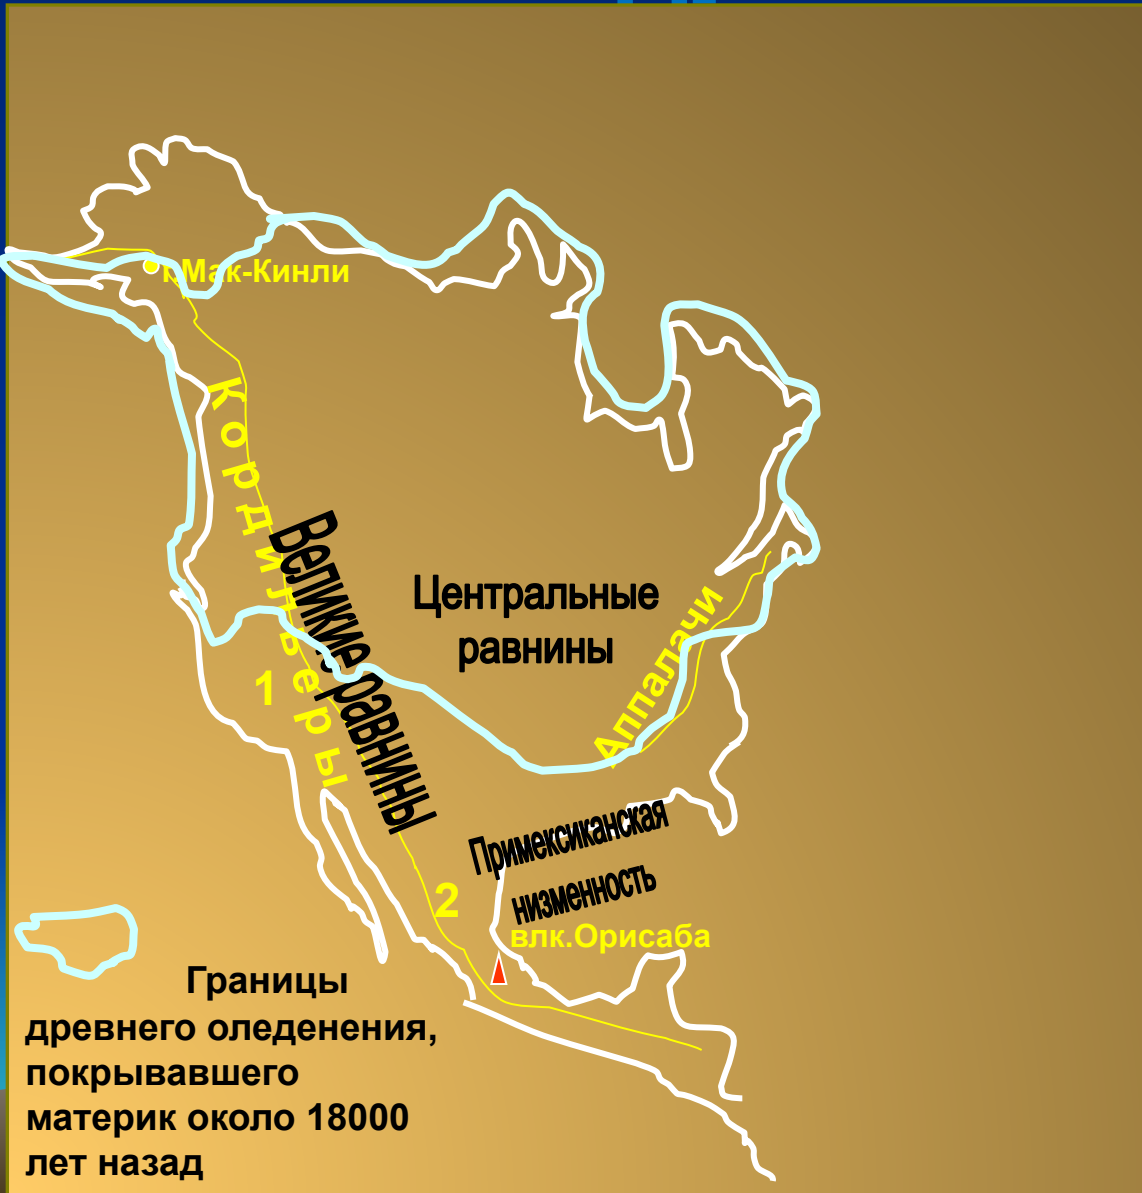 г.Мак-Кинли
Кордильеры
Великие равнины
Центральные
равнины
Аппалачи
1
Примексиканская
низменность
2
влк.Орисаба
Границы
древнего оледенения,
покрывавшего
материк около 18000
лет назад